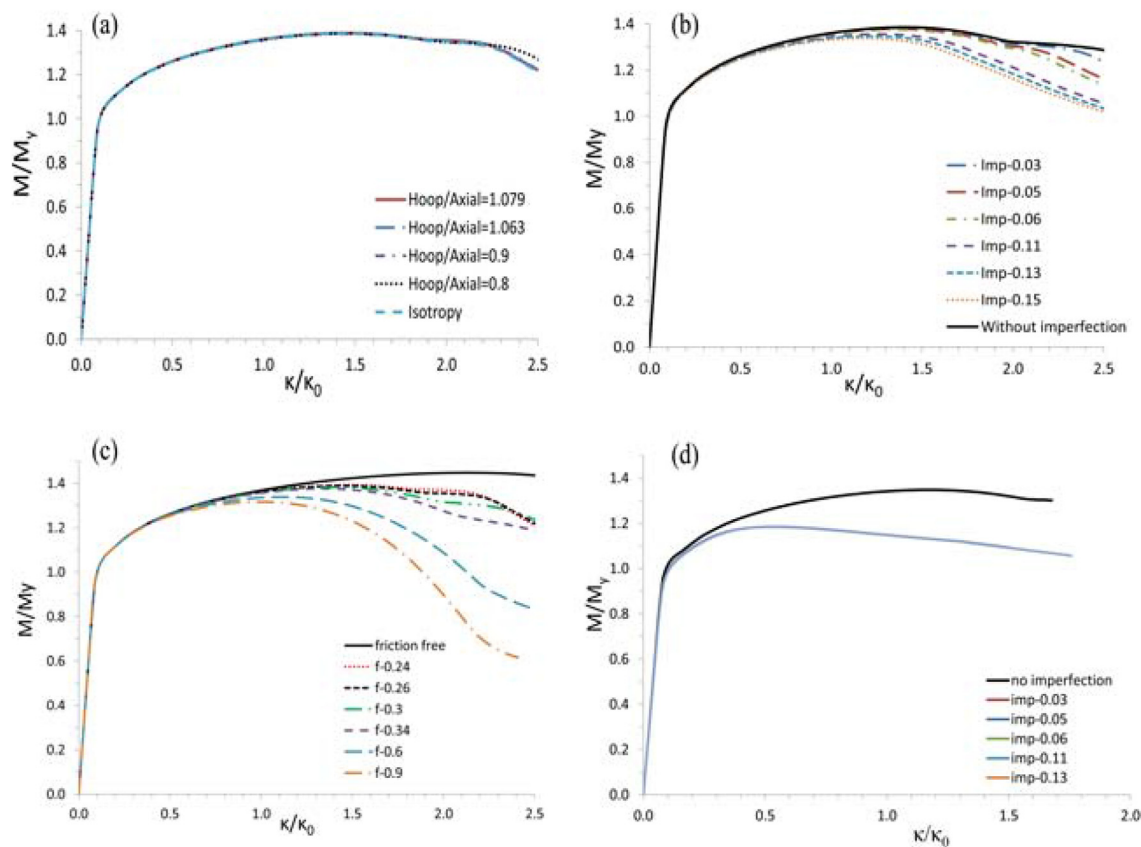 (a)
1.4
1.2
1.0
0.8
0.6
0.4
0.2
0.0
M/My
Hoop/Axial=1.079
Hoop/Axial=1.063
Hoop/Axial=0.9
Hoop/Axial=0.8
Isotropy
0.0 0.5 1.0 1.5 2.0 2.5
κ/κ0
(b)
1.4
1.2
1.0
0.8
0.6
0.4
0.2
0.0
M/My
Imp-0.03
Imp-0.05
Imp-0.06
Imp-0.11
Imp-0.13
Imp-0.15
Without imperfection
0.0 0.5 1.0 1.5 2.0 2.5
κ/κ0
(c)
1.4
1.2
1.0
0.8
0.6
0.4
0.2
0.0
M/My
friction free
f-0.24
f-0.26
f-0.3
f-0.34
f-0.6
f-0.9
0.0 0.5 1.0 1.5 2.0 2.5
κ/κ0
(d)
1.4
1.2
1.0
0.8
0.6
0.4
0.2
0.0
M/My
no imperfection
imp-0.03
imp-0.05
imp-0.06
imp-0.11
imp-0.13
0.0 0.5 1.0 1.5 2.0
κ/κ0